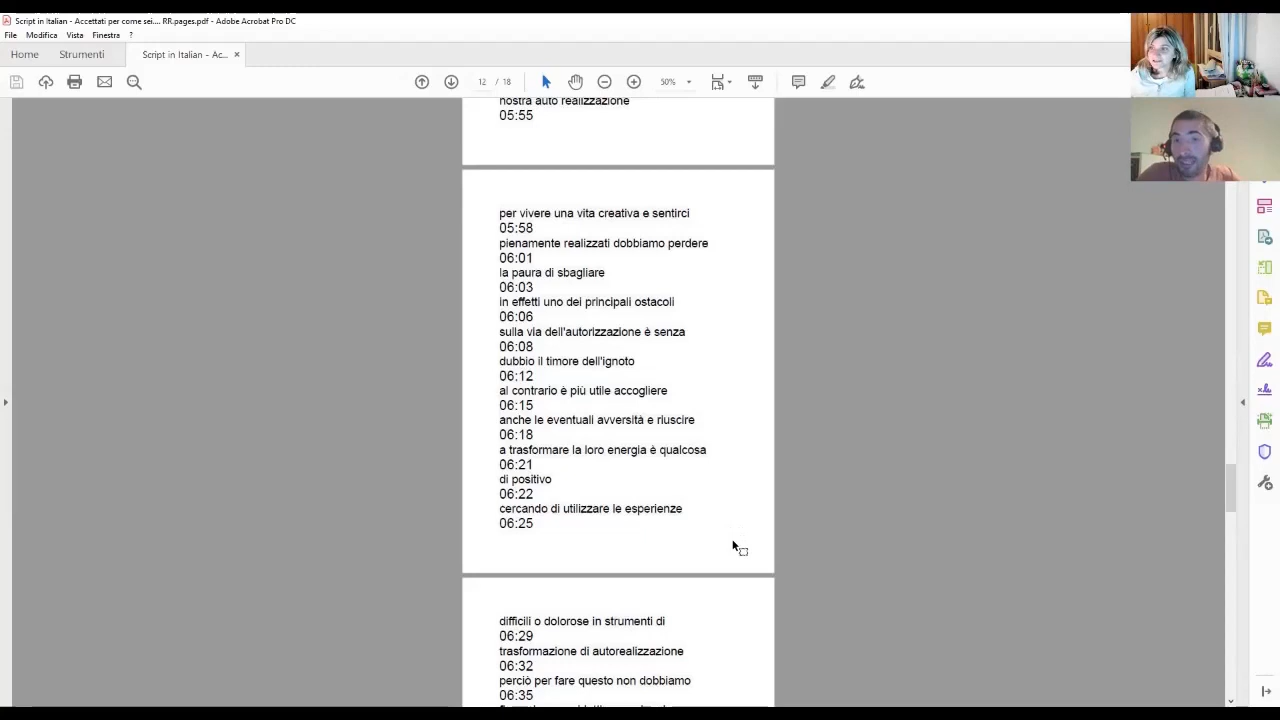 Script in Italian - Accettati per come sei.... RR.pages.pdf - Adobe Acrobat Pro DC
File Modifica Vista Finestra ?
Home Strumenti Script in Italian - Ac... ×
12 / 18 50%
nostra auto realizzazione
05:55
per vivere una vita creativa e sentirci
05:58
pienamente realizzati dobbiamo perdere
06:01
la paura di sbagliare
06:03
in effetti uno dei principali ostacoli
06:06
sulla via dell'autorizzazione è senza
06:08
dubbio il timore dell'ignoto
06:12
al contrario è più utile accogliere
06:15
anche le eventuali avversità e riuscire
06:18
a trasformare la loro energia è qualcosa
06:21
di positivo
06:22
cercando di utilizzare le esperienze
06:25
difficili o dolorose in strumenti di
06:29
trasformazione di autorealizzazione
06:32
perciò per fare questo non dobbiamo
06:35